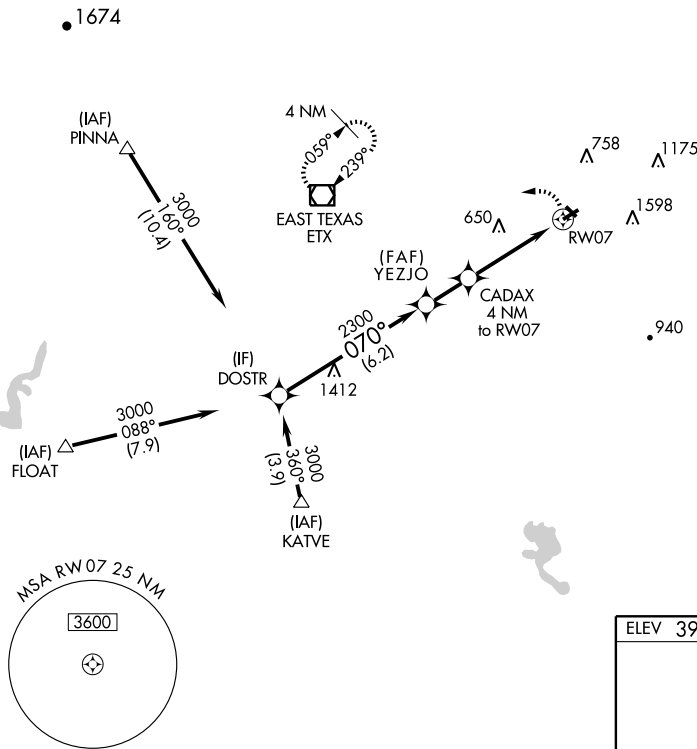 1674
(IAF)
PINNA
3000
160°
(10.4)
4 NM
059°
239°
EAST TEXAS
ETX
758
1175
650
1598
RW07
(FAF)
YEZJO
CADAX
4 NM
to RW07
940
2300
070°
(6.2)
1412
(IF)
DOSTR
3000
088°
(7.9)
(IAF)
FLOAT
3000
360°
(3.9)
(IAF)
KATVE
MSA RW 07 25 NM
3600
ELEV 39